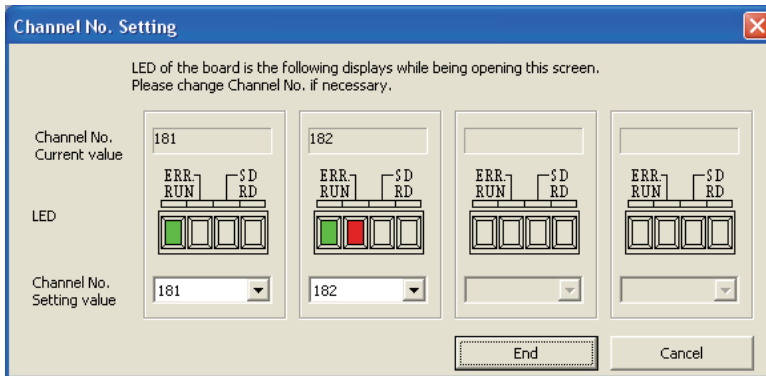 Channel No. Setting
LED of the board is the following displays while being opening this screen.
Please change Channel No. if necessary.
Channel No.
Current value
181
182
ERR.
RUN
SD
RD
ERR.
RUN
SD
RD
ERR.
RUN
SD
RD
ERR.
RUN
SD
RD
LED
Channel No.
Setting value
181
182
End
Cancel